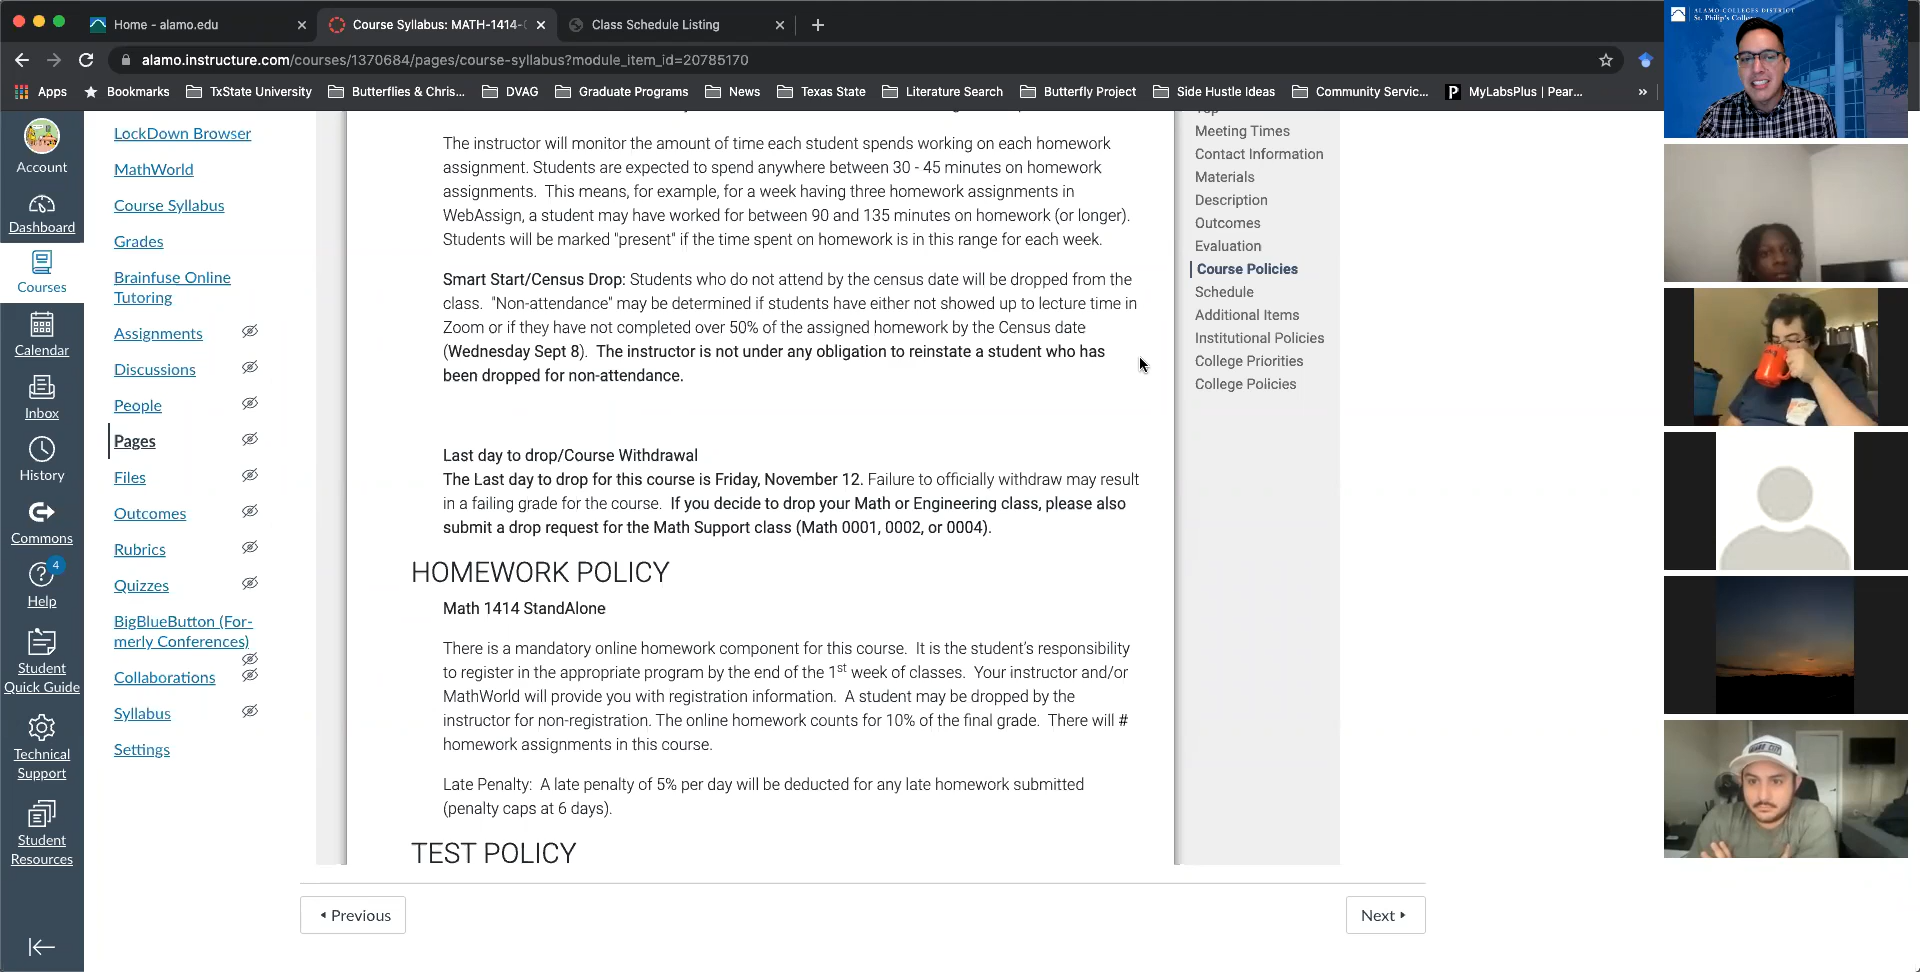 Home - alamo.edu
Course Syllabus: MATH-1414-
Class Schedule Listing
alamo.instructure.com/courses/1370684/pages/course-syllabus?module_item_id=20785170
Apps
Bookmarks
TxState University
Butterflies & Chris...
DVAG
Graduate Programs
News
Texas State
Literature Search
Butterfly Project
Side Hustle Ideas
Community Servic...
MyLabsPlus | Pear...
»
ALAMO COLLEGES DISTRICT
Account
Dashboard
Courses
Calendar
Inbox
History
Commons
4
Help
Student
Quick Guide
Technical
Support
Student
Resources
LockDown Browser
MathWorld
Course Syllabus
Grades
Brainfuse Online
Tutoring
Assignments
Discussions
People
Pages
Files
Outcomes
Rubrics
Quizzes
BigBlueButton (For-
merly Conferences)
Collaborations
Syllabus
Settings
The instructor will monitor the amount of time each student spends working on each homework
assignment. Students are expected to spend anywhere between 30 - 45 minutes on homework
assignments.  This means, for example, for a week having three homework assignments in
WebAssign, a student may have worked for between 90 and 135 minutes on homework (or longer).
Students will be marked "present" if the time spent on homework is in this range for each week.
Smart Start/Census Drop: Students who do not attend by the census date will be dropped from the
class.  "Non-attendance" may be determined if students have either not showed up to lecture time in
Zoom or if they have not completed over 50% of the assigned homework by the Census date
(Wednesday Sept 8).  The instructor is not under any obligation to reinstate a student who has
been dropped for non-attendance.
Last day to drop/Course Withdrawal
The Last day to drop for this course is Friday, November 12. Failure to officially withdraw may result
in a failing grade for the course.  If you decide to drop your Math or Engineering class, please also
submit a drop request for the Math Support class (Math 0001, 0002, or 0004).
HOMEWORK POLICY
Math 1414 StandAlone
There is a mandatory online homework component for this course.  It is the student's responsibility
to register in the appropriate program by the end of the 1st week of classes.  Your instructor and/or
MathWorld will provide you with registration information.  A student may be dropped by the
instructor for non-registration. The online homework counts for 10% of the final grade.  There will #
homework assignments in this course.
Late Penalty:  A late penalty of 5% per day will be deducted for any late homework submitted
(penalty caps at 6 days).
TEST POLICY
Meeting Times
Contact Information
Materials
Description
Outcomes
Evaluation
Course Policies
Schedule
Additional Items
Institutional Policies
College Priorities
College Policies
Previous
Next